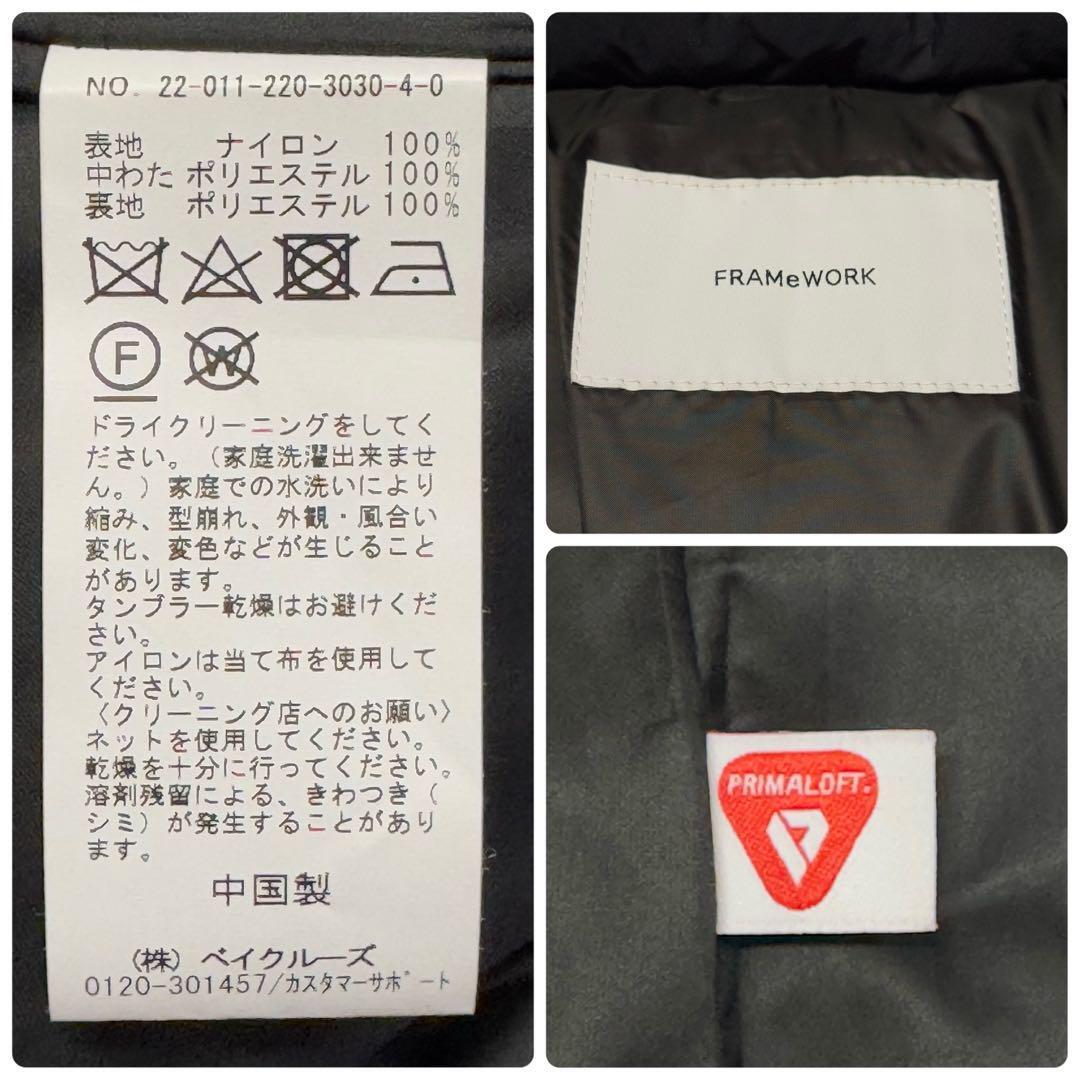 NO. 22-011-220-3030-4-0
表地 ナイロン 100%
中わた ポリエステル 100%
裏地 ポリエステル 100%
F
W
ドライクリーニングをしてく
ださい。(家庭洗濯出来ませ
ん。)家庭での水洗いにより
縮み、型崩れ、外観・風合い
変化、変色などが生じること
があります。
タンブラー乾燥はお避けくだ
さい。
アイロンは当て布を使用して
ください。
〈クリーニング店へのお願い〉
ネットを使用してください。
乾燥を十分に行ってください。
溶剤残留による、きわつき(
シミ)が発生することがあり
ます。
中国製
(株) ベイクルーズ
0120-301457/カスタマーサポート
FRAMeWORK
PRIMALOFT.